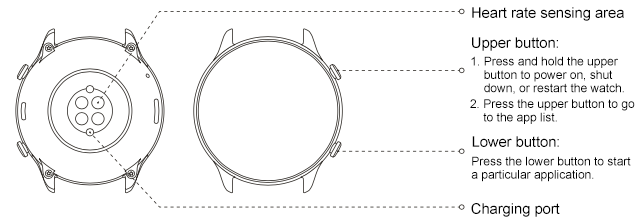 Heart rate sensing area
Upper button:
1. Press and hold the upper
button to power on, shut
down, or restart the watch.
2. Press the upper button to go
to the app list.
Lower button:
Press the lower button to start
a particular application.
Charging port